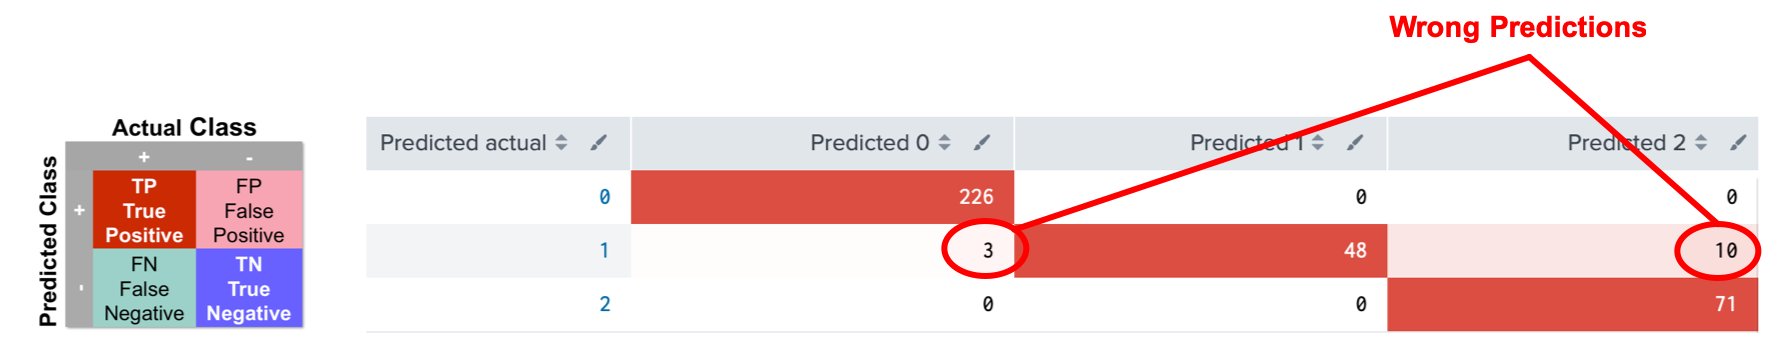 Wrong Predictions
Actual Class
Predicted Class
+ -
+
-
TP
True
Positive
FP
False
Positive
FN
False
Negative
TN
True
Negative
Predicted actual Predicted 0 Predicted 1 Predicted 2
0 226 0 0
1 3 48 10
2 0 0 71